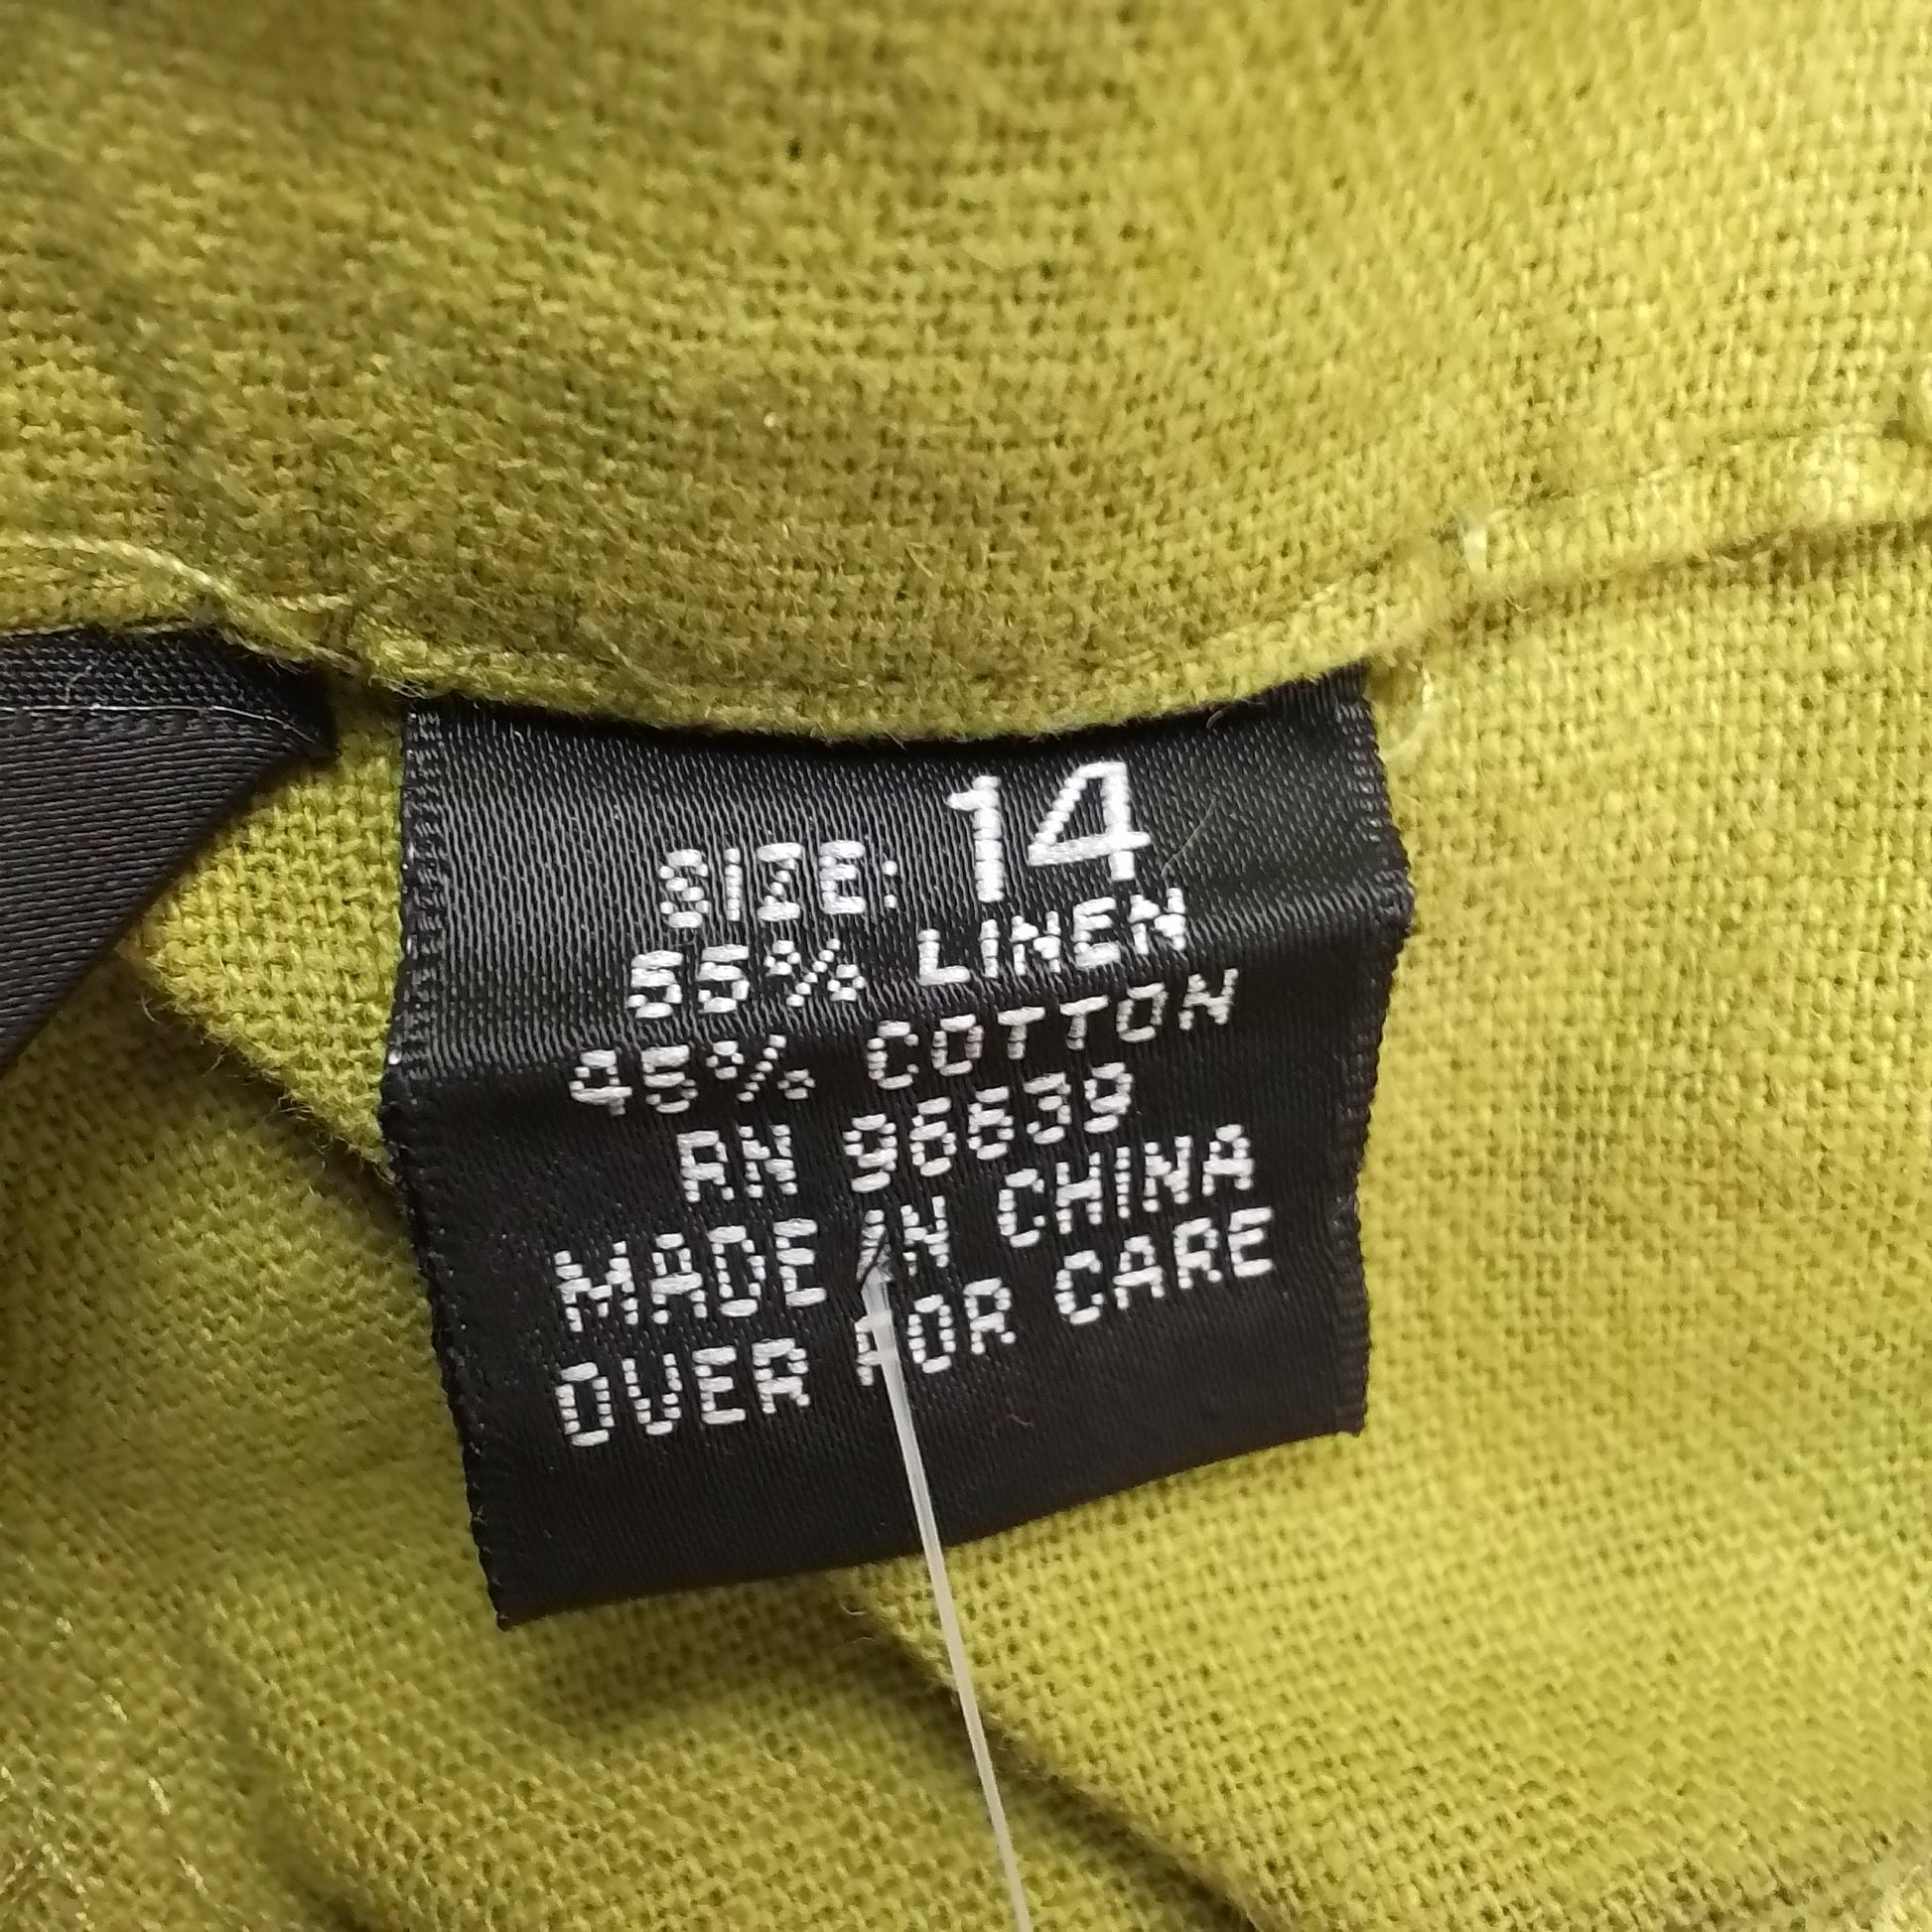 SIZE: 14
55% LINEN
45% COTTON
RN 96639
MADE IN CHINA
OVER FOR CARE